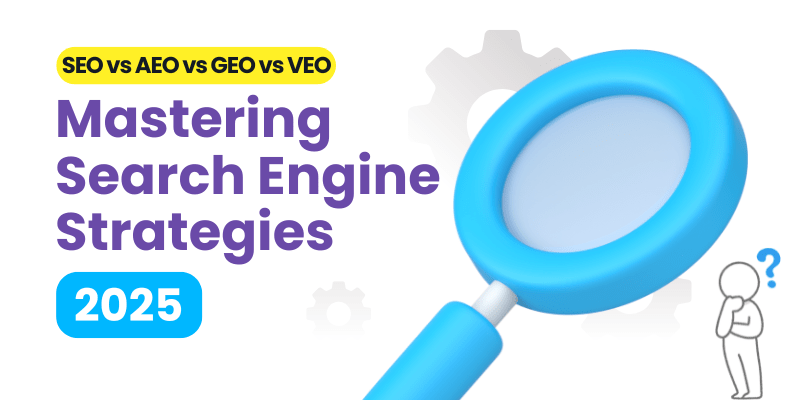 SEO vs AEO vs GEO vs VEO
Mastering
Search Engine
Strategies
2025
?